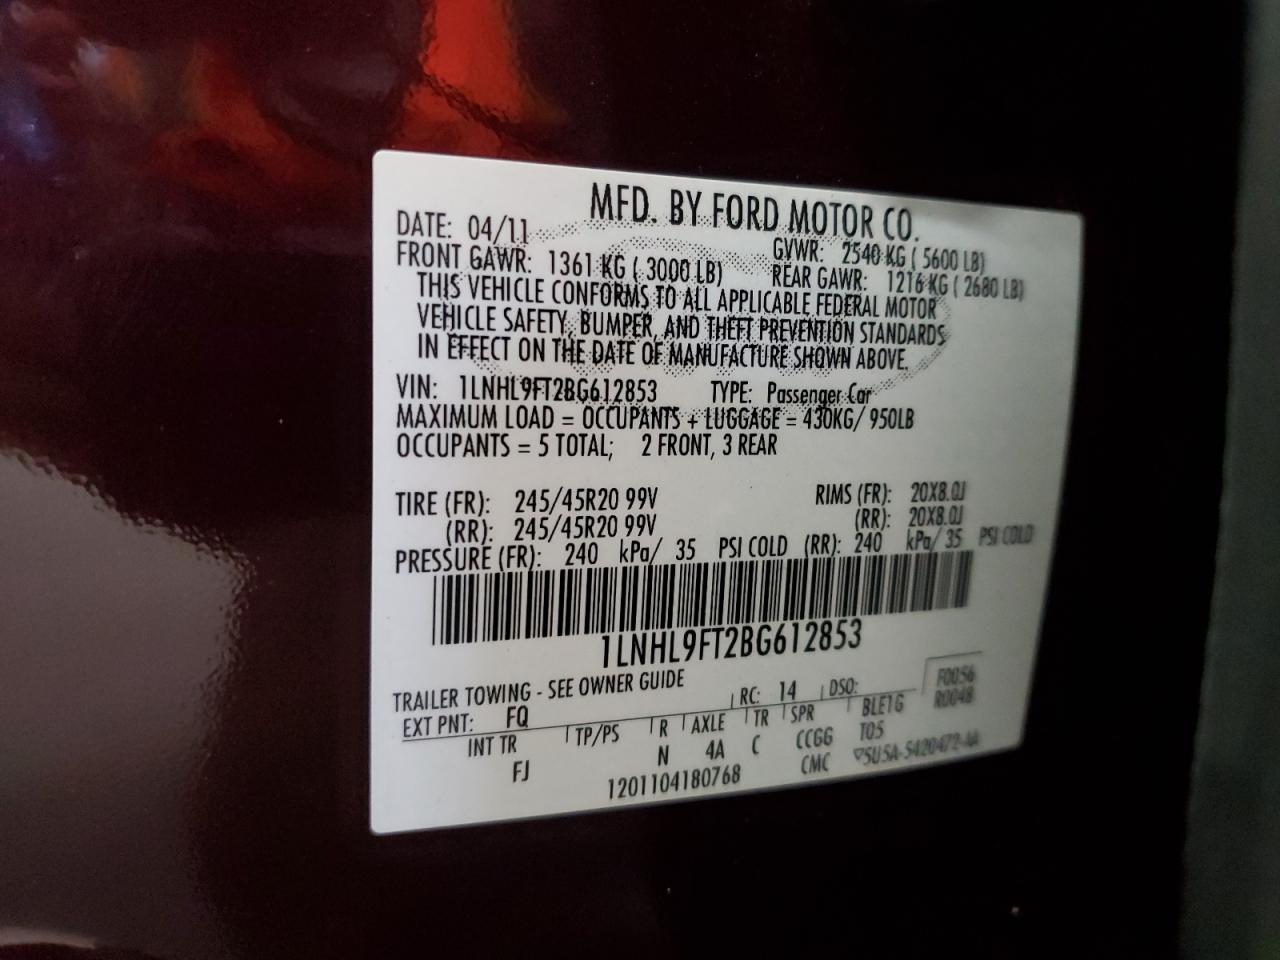 MFD. BY FORD MOTOR CO.
DATE: 04/11 GVWR: 2540 KG ( 5600 LB)
FRONT GAWR: 1361 KG ( 3000 LB) REAR GAWR: 1216 KG ( 2680 LB)
THIS VEHICLE CONFORMS TO ALL APPLICABLE FEDERAL MOTOR
VEHICLE SAFETY, BUMPER, AND THEFT PREVENTION STANDARDS
IN EFFECT ON THE DATE OF MANUFACTURE SHOWN ABOVE.
VIN: 1LNHL9FT2BG612853 TYPE: Passenger Car
MAXIMUM LOAD = OCCUPANTS + LUGGAGE = 430KG/ 950LB
OCCUPANTS = 5 TOTAL; 2 FRONT, 3 REAR
TIRE (FR): 245/45R20 99V RIMS (FR): 20X8.0J
(RR): 245/45R20 99V (RR): 20X8.0J
PRESSURE (FR): 240 kPa/ 35 PSI COLD (RR): 240 kPa/ 35 PSI COLD
1LNHL9FT2BG612853
TRAILER TOWING - SEE OWNER GUIDE F0056
EXT PNT: FQ RC: 14 DSO: R0048
INT TR TP/PS R AXLE TR SPR BLE1G
FJ N 4A C CCGG T05
1201104180768 CMC ▽5U5A-5420472-AA